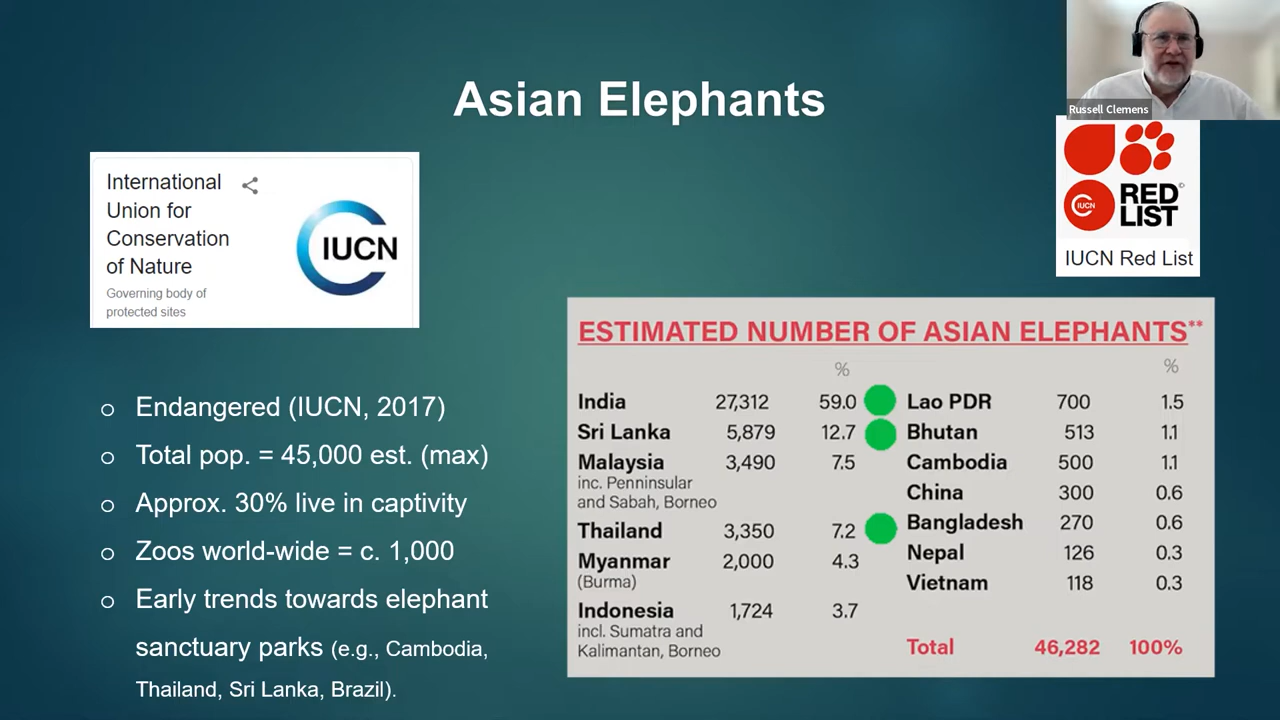 Russell Clemens
Asian Elephants
International
Union for
Conservation
of Nature
Governing body of
protected sites
IUCN
IUCN
RED
LIST
©
IUCN Red List
Endangered (IUCN, 2017)
Total pop. = 45,000 est. (max)
Approx. 30% live in captivity
Zoos world-wide = c. 1,000
Early trends towards elephant
sanctuary parks (e.g., Cambodia,
Thailand, Sri Lanka, Brazil).
ESTIMATED NUMBER OF ASIAN ELEPHANTS**
%
India 27,312 59.0
Sri Lanka 5,879 12.7
Malaysia 3,490 7.5
inc. Penninsular
and Sabah, Borneo
Thailand 3,350 7.2
Myanmar 2,000 4.3
(Burma)
Indonesia 1,724 3.7
incl. Sumatra and
Kalimantan, Borneo
%
Lao PDR 700 1.5
Bhutan 513 1.1
Cambodia 500 1.1
China 300 0.6
Bangladesh 270 0.6
Nepal 126 0.3
Vietnam 118 0.3
Total 46,282 100%